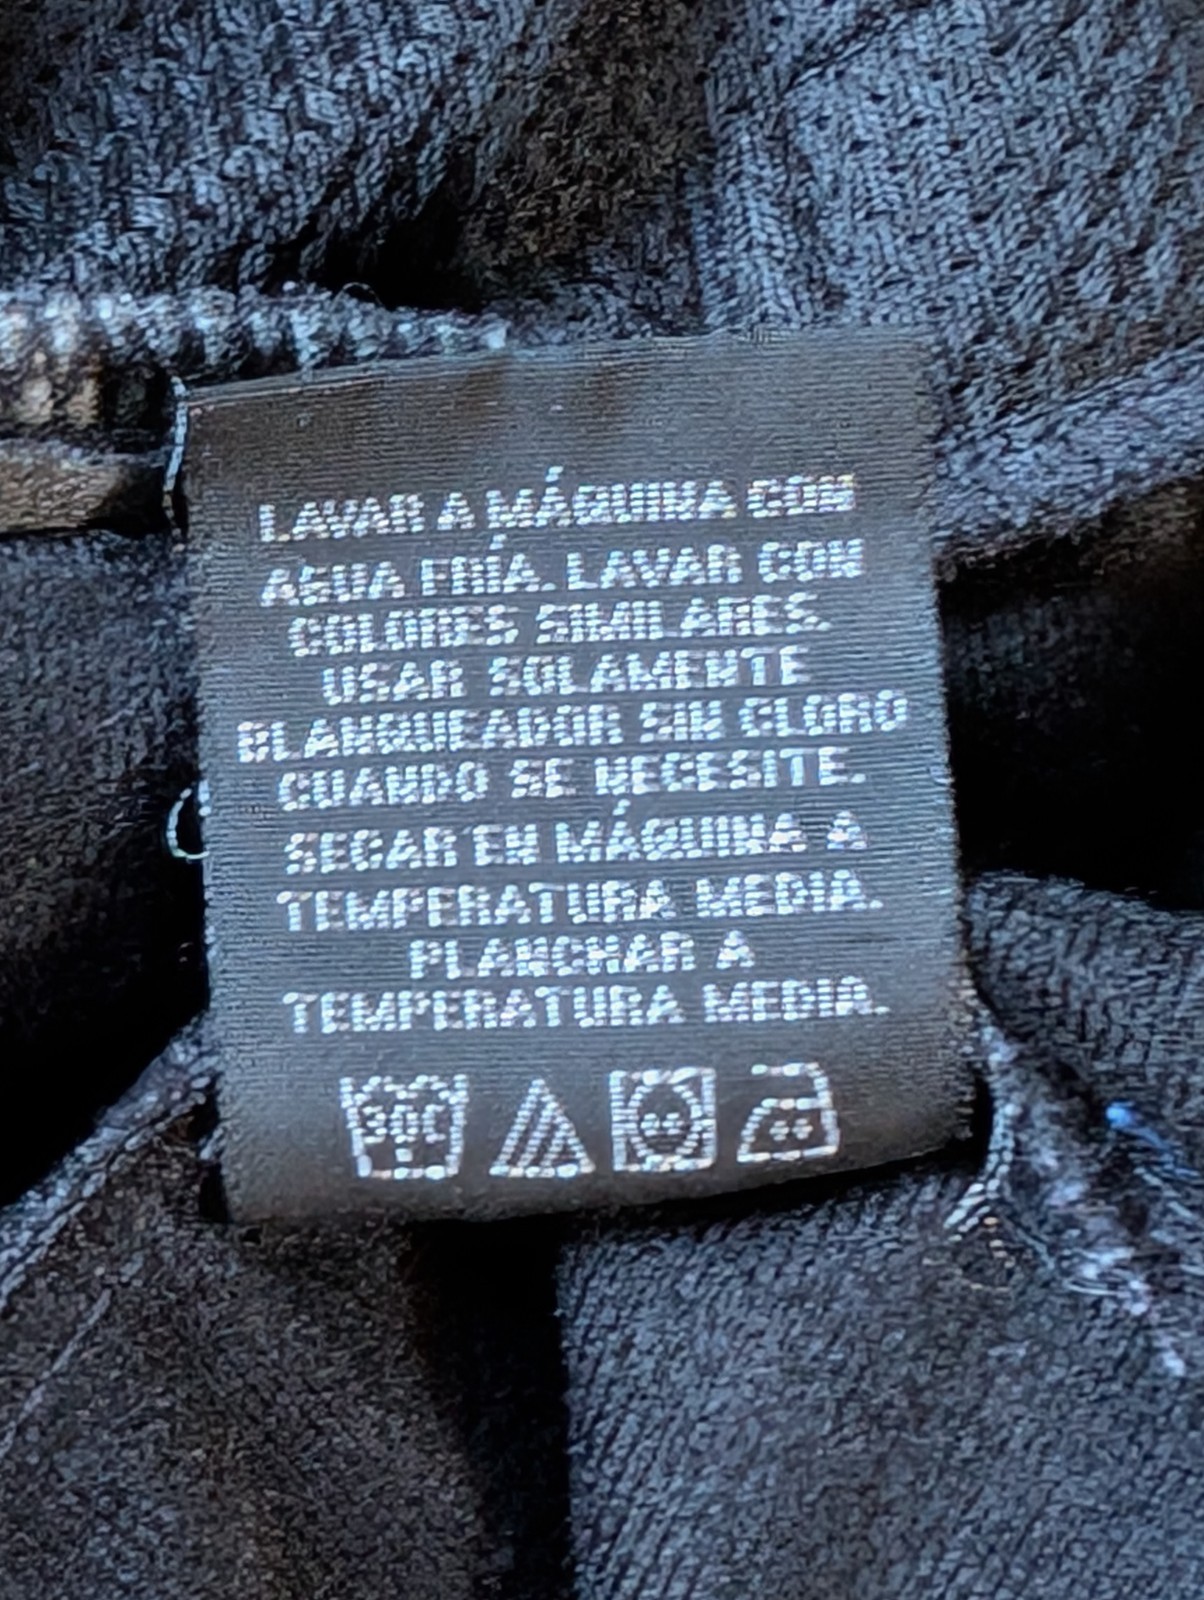 LAVAR A MÁQUINA CON
AGUA FRÍA. LAVAR CON
COLORES SIMILARES.
USAR SOLAMENTE
BLANQUEADOR SIN CLORO
CUANDO SE NECESITE.
SECAR EN MÁQUINA A
TEMPERATURA MEDIA.
PLANCHAR A
TEMPERATURA MEDIA.
30C